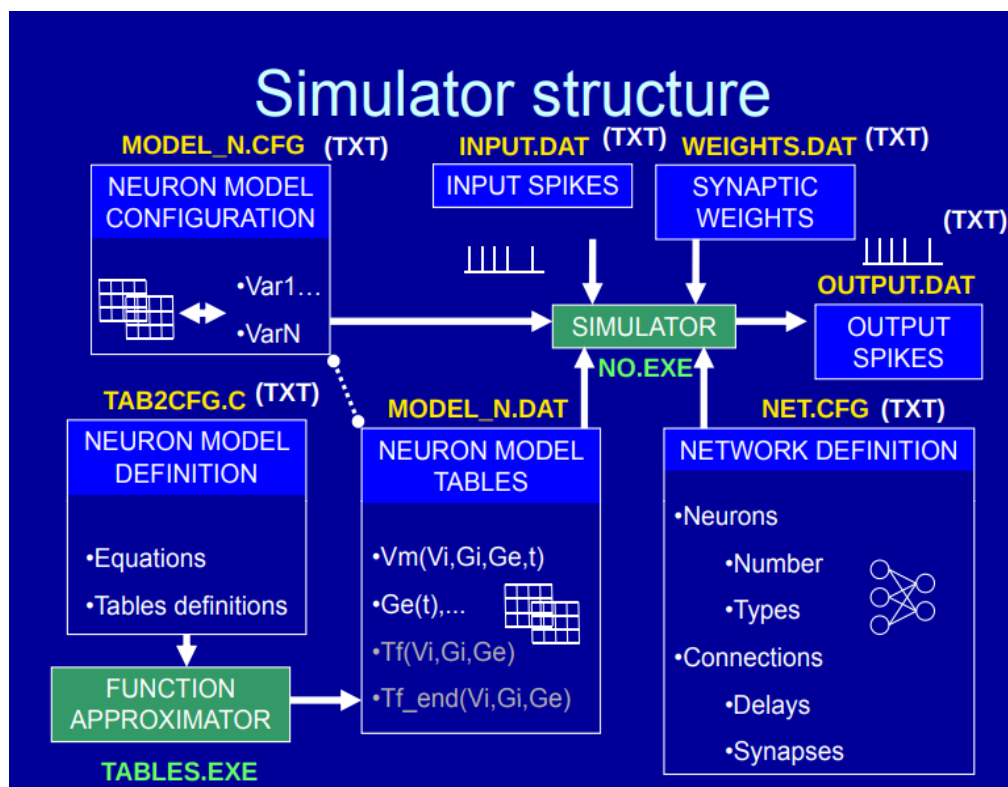 Simulator structure
MODEL_N.CFG (TXT)
NEURON MODEL
CONFIGURATION
•Var1...
•VarN
INPUT.DAT (TXT)
INPUT SPIKES
WEIGHTS.DAT (TXT)
SYNAPTIC
WEIGHTS
(TXT)
OUTPUT.DAT
OUTPUT
SPIKES
SIMULATOR
NO.EXE
TAB2CFG.C (TXT)
NEURON MODEL
DEFINITION
•Equations
•Tables definitions
FUNCTION
APPROXIMATOR
TABLES.EXE
MODEL_N.DAT
NEURON MODEL
TABLES
•Vm(Vi,Gi,Ge,t)
•Ge(t),...
•Tf(Vi,Gi,Ge)
•Tf_end(Vi,Gi,Ge)
NET.CFG (TXT)
NETWORK DEFINITION
•Neurons
•Number
•Types
•Connections
•Delays
•Synapses